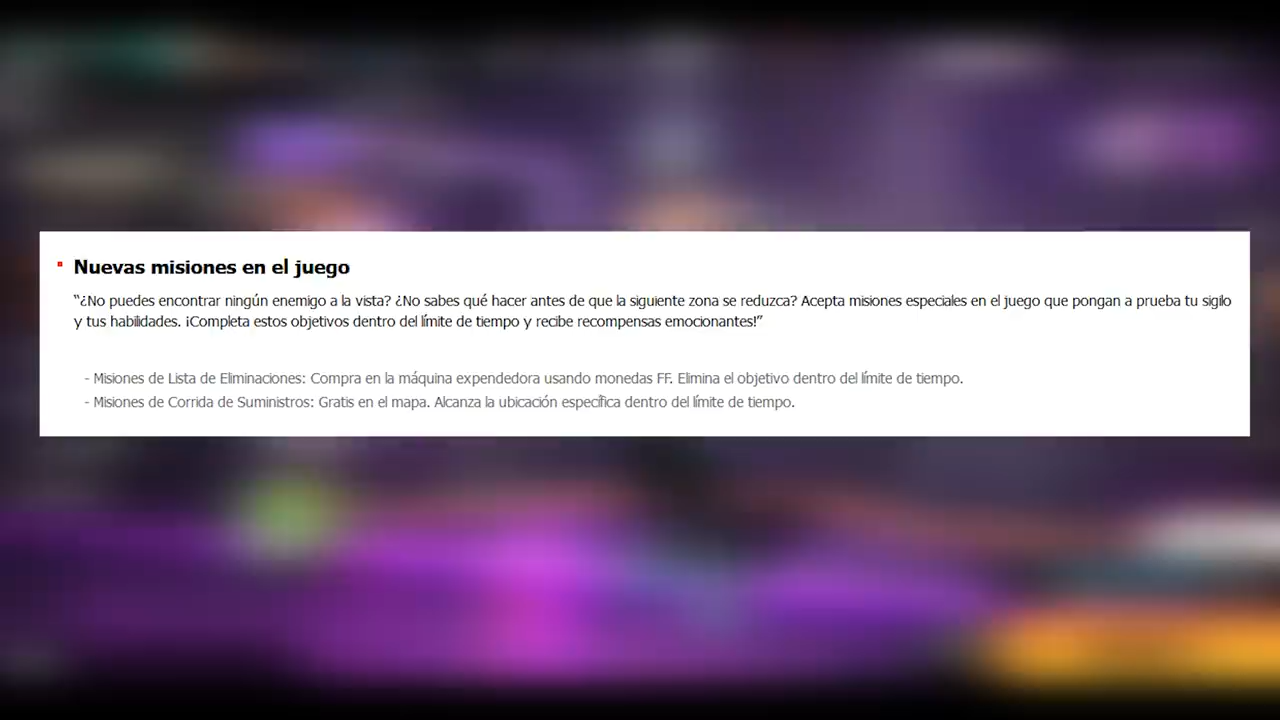 Nuevas misiones en el juego
“¿No puedes encontrar ningún enemigo a la vista? ¿No sabes qué hacer antes de que la siguiente zona se reduzca? Acepta misiones especiales en el juego que pongan a prueba tu sigilo
y tus habilidades. ¡Completa estos objetivos dentro del límite de tiempo y recibe recompensas emocionantes!”
- Misiones de Lista de Eliminaciones: Compra en la máquina expendedora usando monedas FF. Elimina el objetivo dentro del límite de tiempo.
- Misiones de Corrida de Suministros: Gratis en el mapa. Alcanza la ubicación específica dentro del límite de tiempo.